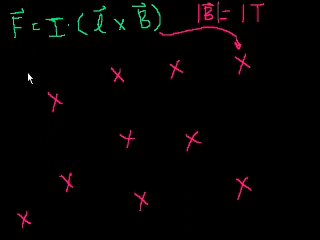 F⃗ = I · (l⃗ x B⃗) |B⃗| = 1T
x x x
x
x x
x x
x
x